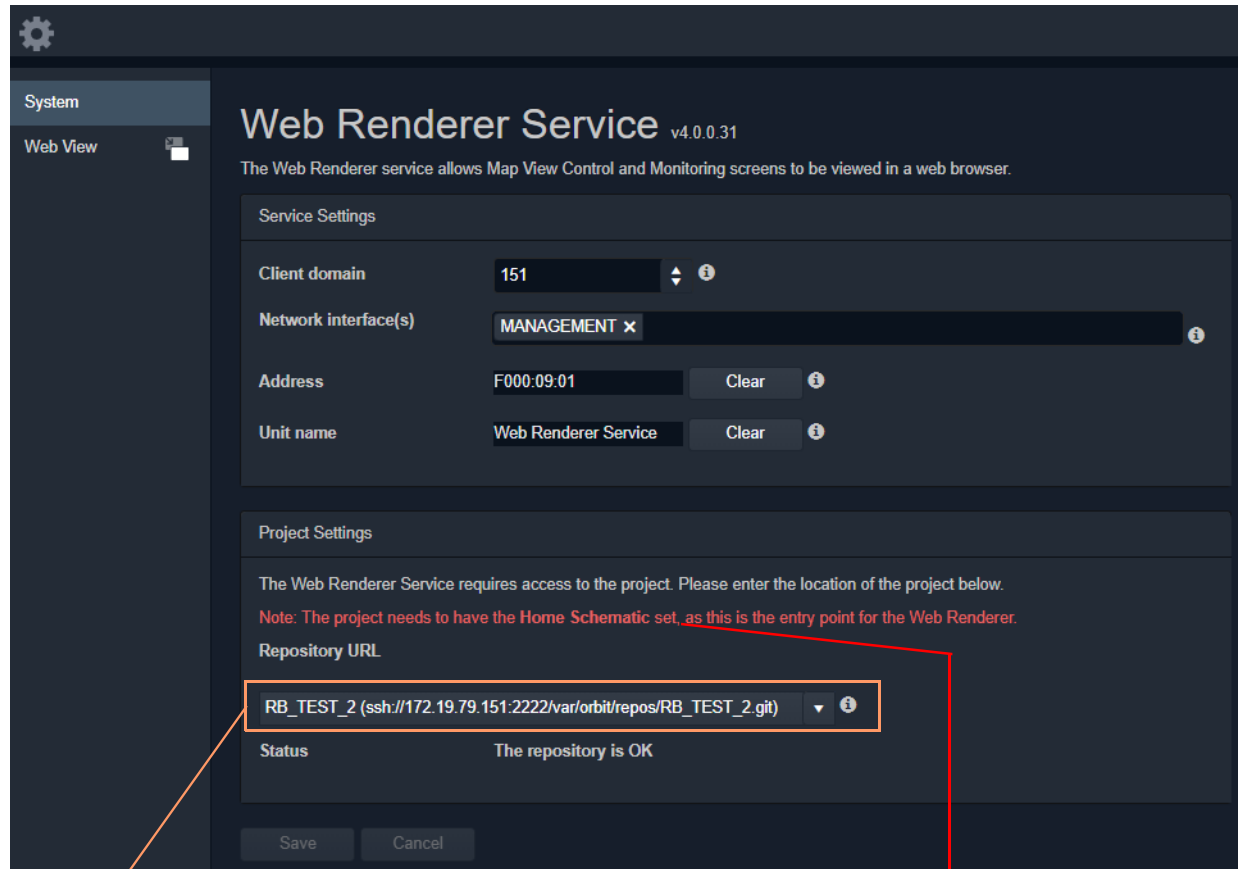 System
Web View
Web Renderer Service v4.0.0.31
The Web Renderer service allows Map View Control and Monitoring screens to be viewed in a web browser.
Service Settings
Client domain 151
Network interface(s) MANAGEMENT ×
Address F000:09:01 Clear
Unit name Web Renderer Service Clear
Project Settings
The Web Renderer Service requires access to the project. Please enter the location of the project below.
Note: The project needs to have the Home Schematic set, as this is the entry point for the Web Renderer.
Repository URL
RB_TEST_2 (ssh://172.19.79.151:2222/var/orbit/repos/RB_TEST_2.git)
Status The repository is OK
Save Cancel